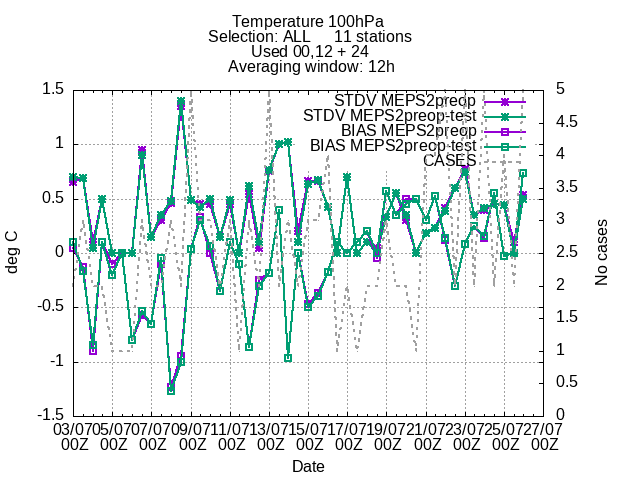 Temperature 100hPa
Selection: ALL 11 stations
Used 00,12 + 24
Averaging window: 12h
STDV MEPS2preop
STDV MEPS2preop-test
BIAS MEPS2preop
BIAS MEPS2preop-test
CASES
1.5
1
0.5
0
-0.5
-1
-1.5
deg C
5
4.5
4
3.5
3
2.5
2
1.5
1
0.5
0
No cases
03/07 05/07 07/07 09/07 11/07 13/07 15/07 17/07 19/07 21/07 23/07 25/07 27/07
00Z 00Z 00Z 00Z 00Z 00Z 00Z 00Z 00Z 00Z 00Z 00Z 00Z
Date